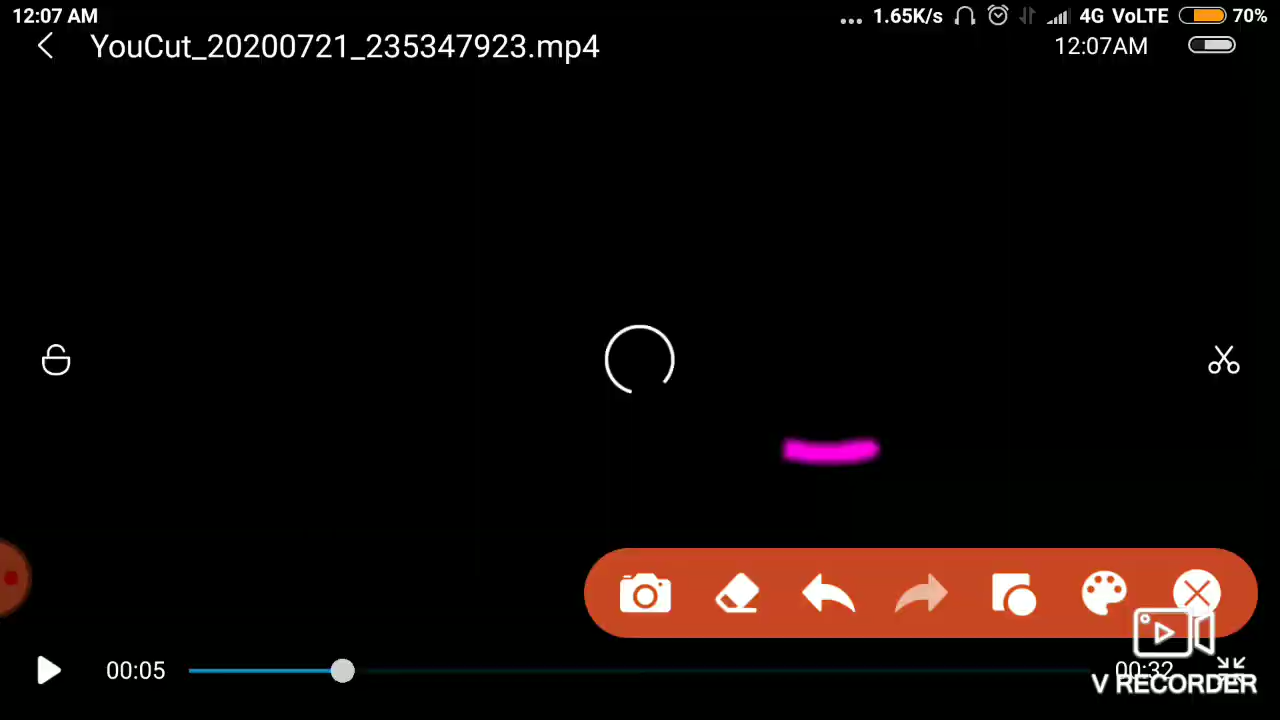 12:07 AM ... 1.65K/s 4G VoLTE 70%
YouCut_20200721_235347923.mp4 12:07AM
00:05 00:32
V RECORDER